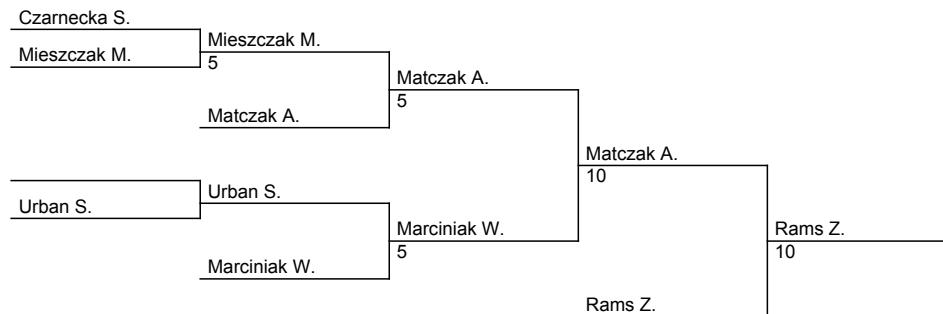 Czarnecka S.
Mieszczak M.
Mieszczak M.
5
Matczak A.
5
Matczak A.
Matczak A.
10
Urban S.
Urban S.
Marciniak W.
5
Rams Z.
10
Marciniak W.
Rams Z.